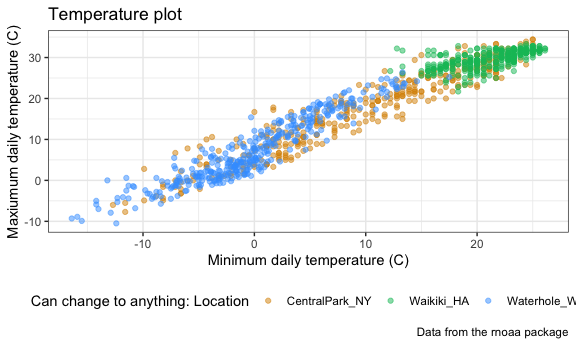 Temperature plot
Maxiumum daily temperature (C)
30
20
10
0
-10
-10
0
10
20
Minimum daily temperature (C)
Can change to anything: Location
CentralPark_NY
Waikiki_HA
Waterhole_W
Data from the rnoaa package